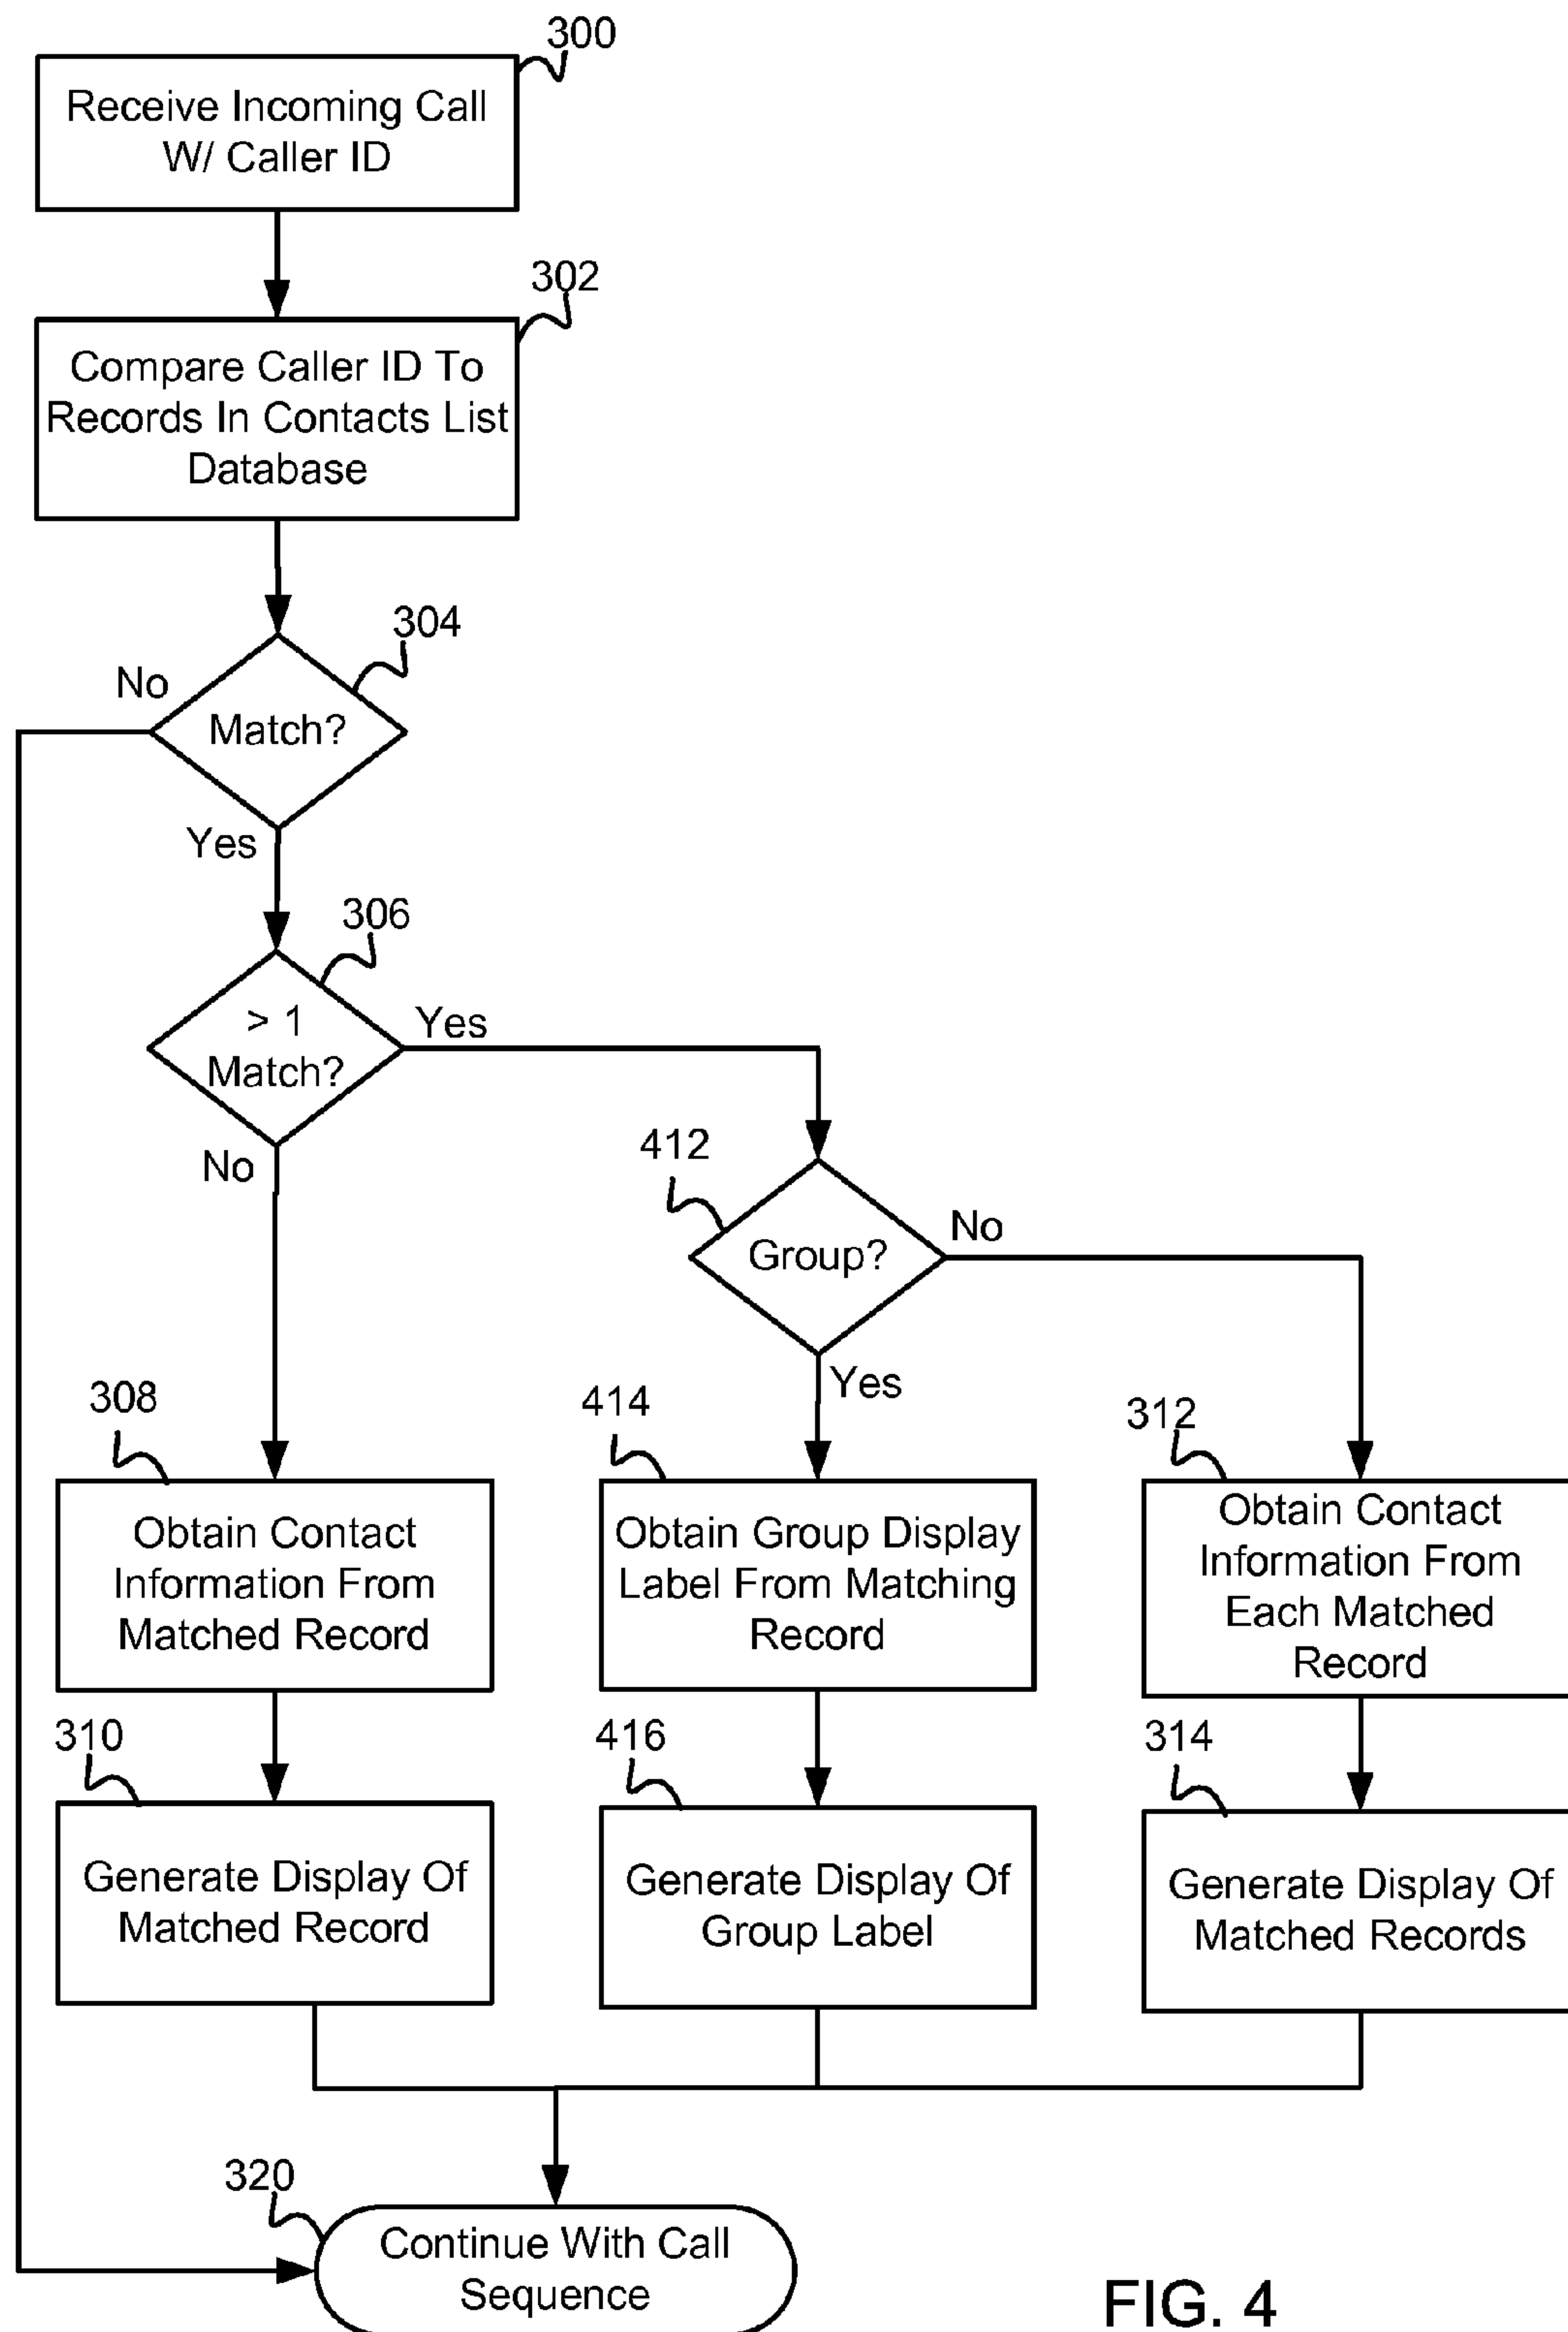 300
Receive Incoming Call
W/ Caller ID
302
Compare Caller ID To
Records In Contacts List
Database
304
No
Match?
Yes
306
> 1
Match?
Yes
No
412
Group?
No
Yes
308
Obtain Contact
Information From
Matched Record
414
Obtain Group Display
Label From Matching
Record
312
Obtain Contact
Information From
Each Matched
Record
310
Generate Display Of
Matched Record
416
Generate Display Of
Group Label
314
Generate Display Of
Matched Records
320
Continue With Call
Sequence
FIG. 4